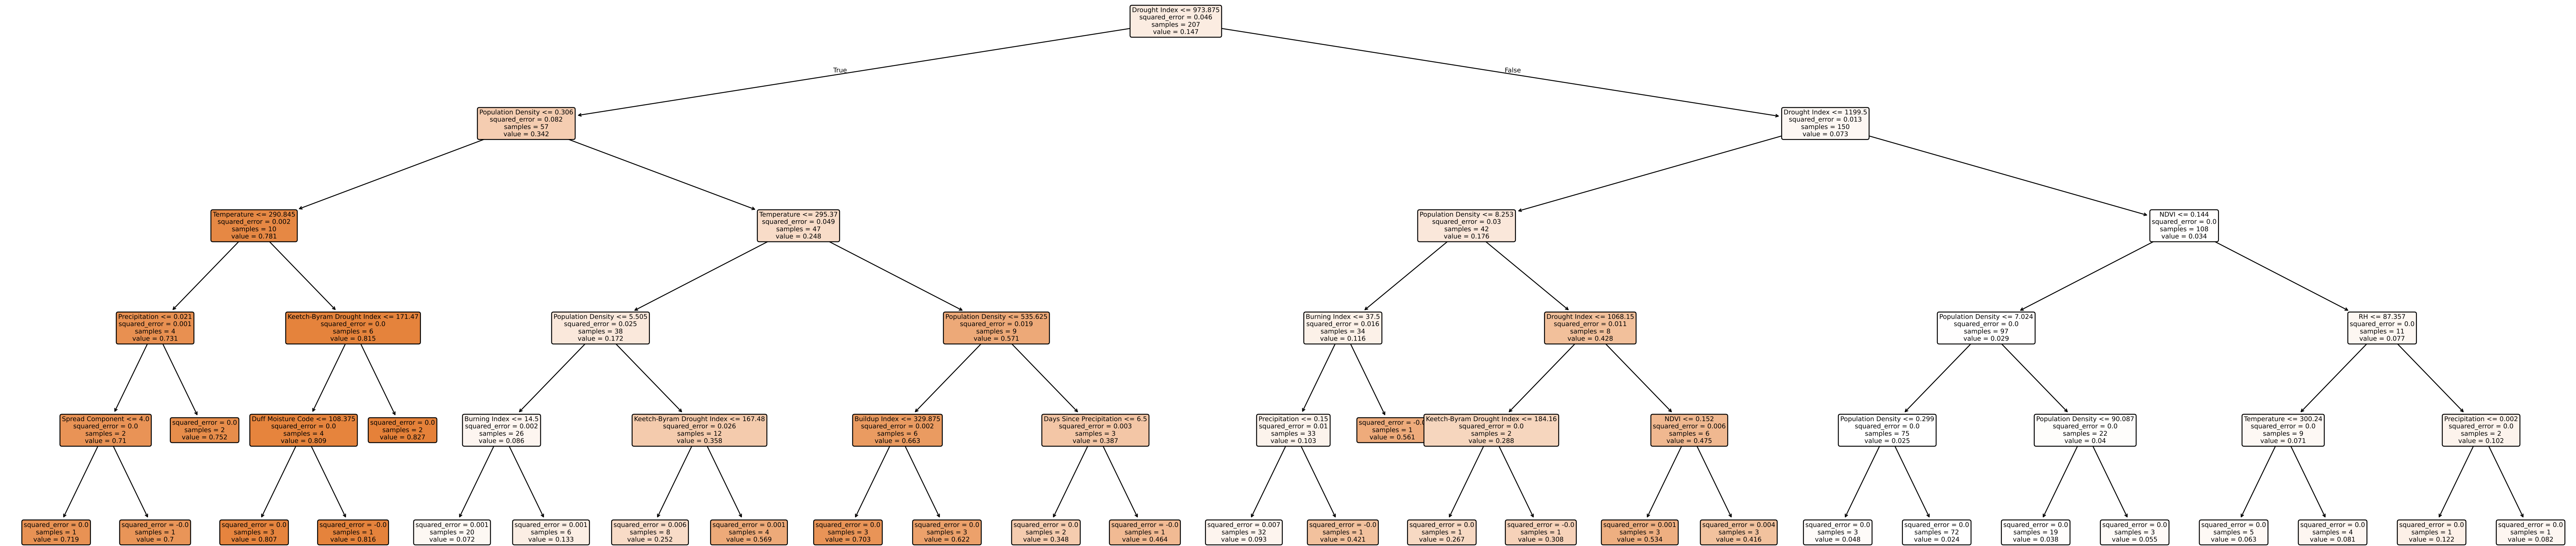 Drought Index <= 973.875
squared_error = 0.046
samples = 207
value = 0.147
True
False
Population Density <= 0.306
squared_error = 0.082
samples = 57
value = 0.342
Drought Index <= 1199.5
squared_error = 0.013
samples = 150
value = 0.073
Temperature <= 290.845
squared_error = 0.002
samples = 10
value = 0.781
Temperature <= 295.37
squared_error = 0.049
samples = 47
value = 0.248
Population Density <= 8.253
squared_error = 0.03
samples = 42
value = 0.176
NDVI <= 0.144
squared_error = 0.0
samples = 108
value = 0.034
Precipitation <= 0.021
squared_error = 0.001
samples = 4
value = 0.731
Keetch-Byram Drought Index <= 171.47
squared_error = 0.0
samples = 6
value = 0.815
Population Density <= 5.505
squared_error = 0.025
samples = 38
value = 0.172
Population Density <= 535.625
squared_error = 0.019
samples = 9
value = 0.571
Burning Index <= 37.5
squared_error = 0.016
samples = 34
value = 0.116
Drought Index <= 1068.15
squared_error = 0.011
samples = 8
value = 0.428
Population Density <= 7.024
squared_error = 0.0
samples = 97
value = 0.029
RH <= 87.357
squared_error = 0.0
samples = 11
value = 0.077
Spread Component <= 4.0
squared_error = 0.0
samples = 2
value = 0.71
squared_error = 0.0
samples = 2
value = 0.752
Duff Moisture Code <= 108.375
squared_error = 0.0
samples = 4
value = 0.809
squared_error = 0.0
samples = 2
value = 0.827
Burning Index <= 14.5
squared_error = 0.002
samples = 26
value = 0.086
Keetch-Byram Drought Index <= 167.48
squared_error = 0.026
samples = 12
value = 0.358
Buildup Index <= 329.875
squared_error = 0.002
samples = 6
value = 0.663
Days Since Precipitation <= 6.5
squared_error = 0.003
samples = 3
value = 0.387
Precipitation <= 0.15
squared_error = 0.01
samples = 33
value = 0.103
squared_error = -0.0
samples = 1
value = 0.561
Keetch-Byram Drought Index <= 184.16
squared_error = 0.0
samples = 2
value = 0.288
NDVI <= 0.152
squared_error = 0.006
samples = 6
value = 0.475
Population Density <= 0.299
squared_error = 0.0
samples = 75
value = 0.025
Population Density <= 90.087
squared_error = 0.0
samples = 22
value = 0.04
Temperature <= 300.24
squared_error = 0.0
samples = 9
value = 0.071
Precipitation <= 0.002
squared_error = 0.0
samples = 2
value = 0.102
squared_error = 0.0
samples = 1
value = 0.719
squared_error = -0.0
samples = 1
value = 0.7
squared_error = 0.0
samples = 3
value = 0.807
squared_error = -0.0
samples = 1
value = 0.816
squared_error = 0.001
samples = 20
value = 0.072
squared_error = 0.001
samples = 6
value = 0.133
squared_error = 0.006
samples = 8
value = 0.252
squared_error = 0.001
samples = 4
value = 0.569
squared_error = 0.0
samples = 3
value = 0.703
squared_error = 0.0
samples = 3
value = 0.622
squared_error = 0.0
samples = 2
value = 0.348
squared_error = -0.0
samples = 1
value = 0.464
squared_error = 0.007
samples = 32
value = 0.093
squared_error = -0.0
samples = 1
value = 0.421
squared_error = 0.0
samples = 1
value = 0.267
squared_error = -0.0
samples = 1
value = 0.308
squared_error = 0.001
samples = 3
value = 0.534
squared_error = 0.004
samples = 3
value = 0.416
squared_error = 0.0
samples = 3
value = 0.048
squared_error = 0.0
samples = 72
value = 0.024
squared_error = 0.0
samples = 19
value = 0.038
squared_error = 0.0
samples = 3
value = 0.055
squared_error = 0.0
samples = 5
value = 0.063
squared_error = 0.0
samples = 4
value = 0.081
squared_error = 0.0
samples = 1
value = 0.122
squared_error = 0.0
samples = 1
value = 0.082